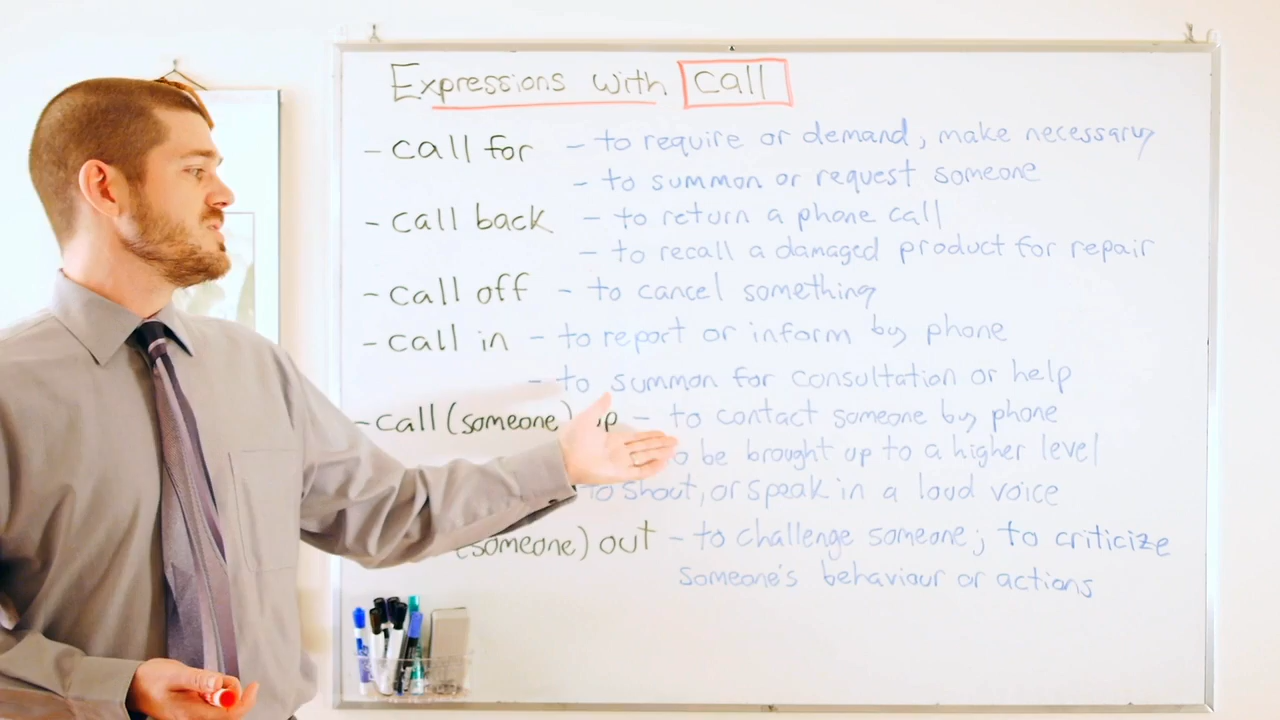 Expressions with call
- call for - to require or demand, make necessary
- to summon or request someone
- call back - to return a phone call
- to recall a damaged product for repair
- call off - to cancel something
- call in - to report or inform by phone
- to summon for consultation or help
- call (someone) up - to contact someone by phone
be brought up to a higher level
to shout, or speak in a loud voice
(someone) out - to challenge someone; to criticize
someone's behaviour or actions